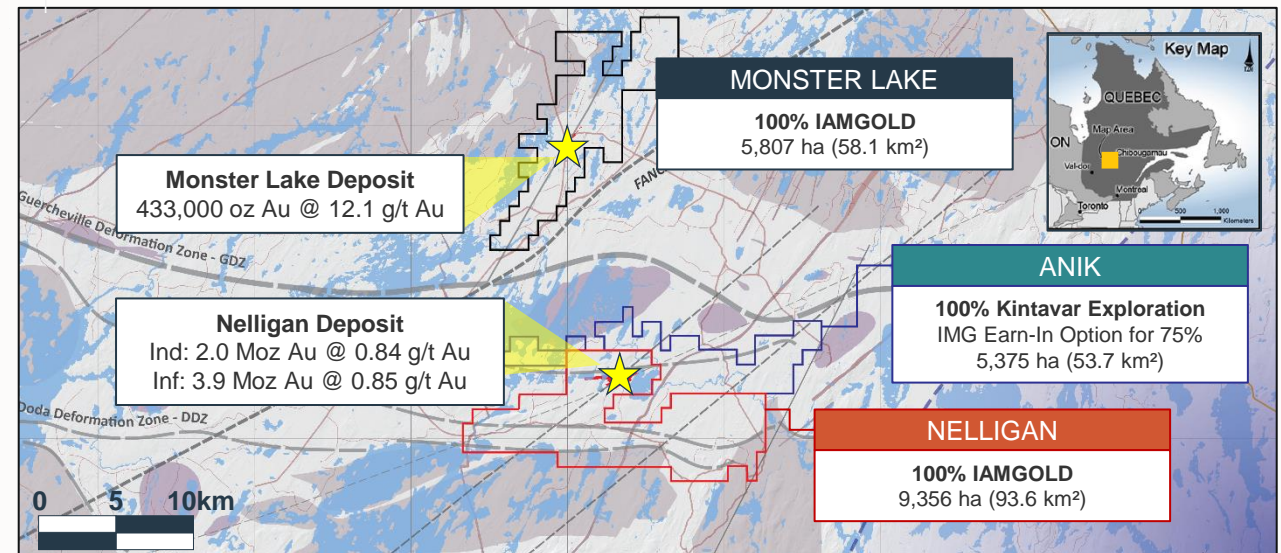 MONSTER LAKE
100% IAMGOLD
5,807 ha (58.1 km²)
Key Map
QUEBEC
Map Area
ON
Chibougamau
Val-d'or
Montreal
Toronto
0 500 1,000
Kilometers
Monster Lake Deposit
433,000 oz Au @ 12.1 g/t Au
Guercheville Deformation Zone - GDZ
ANIK
100% Kintavar Exploration
IMG Earn-In Option for 75%
5,375 ha (53.7 km²)
Nelligan Deposit
Ind: 2.0 Moz Au @ 0.84 g/t Au
Inf: 3.9 Moz Au @ 0.85 g/t Au
Doda Deformation Zone - DDZ
NELLIGAN
100% IAMGOLD
9,356 ha (93.6 km²)
0 5 10km